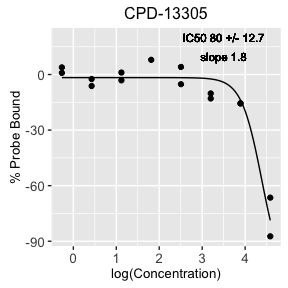 CPD-13305
IC50 80 +/- 12.7
slope 1.8
0
-30
-60
-90
% Probe Bound
0 1 2 3 4
log(Concentration)